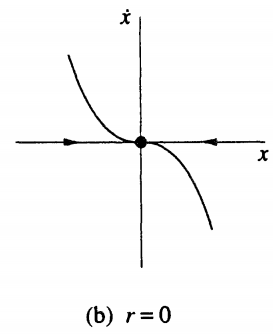 ẋ
x
(b) r = 0